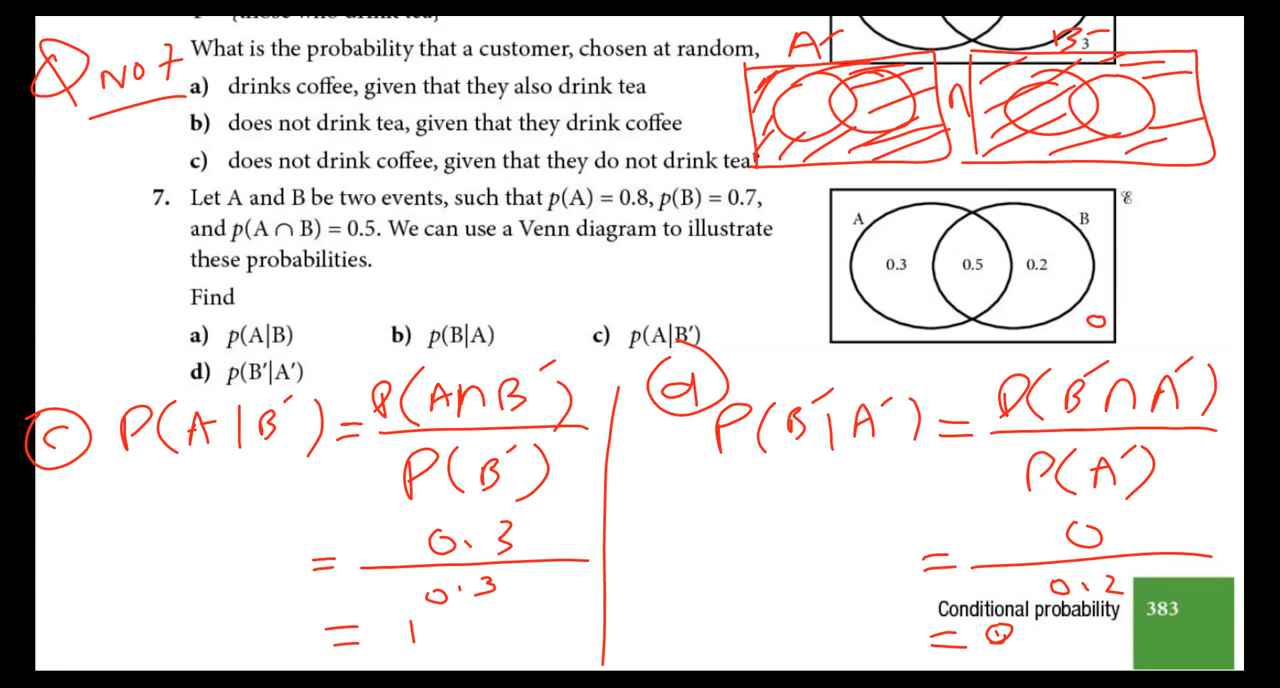 Q NO 7
What is the probability that a customer, chosen at random,
a) drinks coffee, given that they also drink tea
b) does not drink tea, given that they drink coffee
c) does not drink coffee, given that they do not drink tea?
A′ ∩ B′
3
7. Let A and B be two events, such that p(A) = 0.8, p(B) = 0.7,
and p(A ∩ B) = 0.5. We can use a Venn diagram to illustrate
these probabilities.
Find
a) p(A|B) b) p(B|A) c) p(A|B′)
d) p(B′|A′)
ℰ
A B
0.3 0.5 0.2
0
c P(A|B′) = P(A∩B′) / P(B′)
= 0.3 / 0.3
= 1
d P(B′|A′) = P(B′∩A′) / P(A′)
= 0 / 0.2
= 0
Conditional probability 383